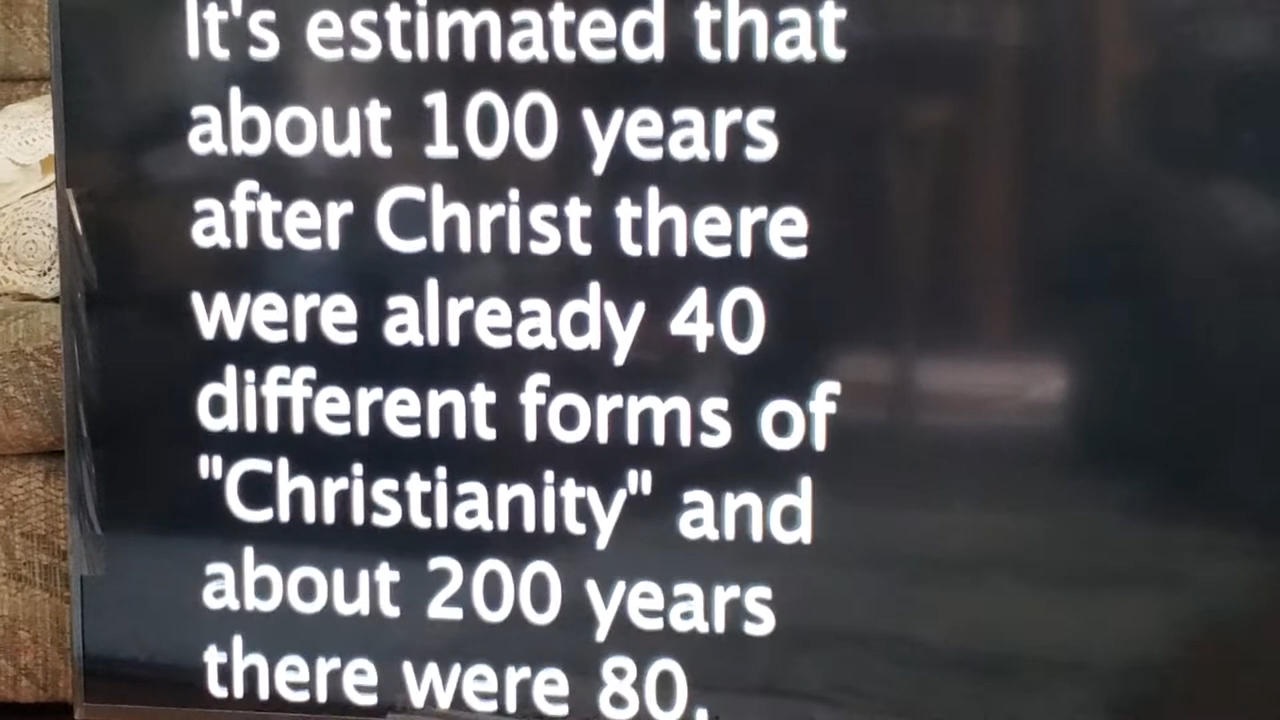 It's estimated that
about 100 years
after Christ there
were already 40
different forms of
"Christianity" and
about 200 years
there were 80.